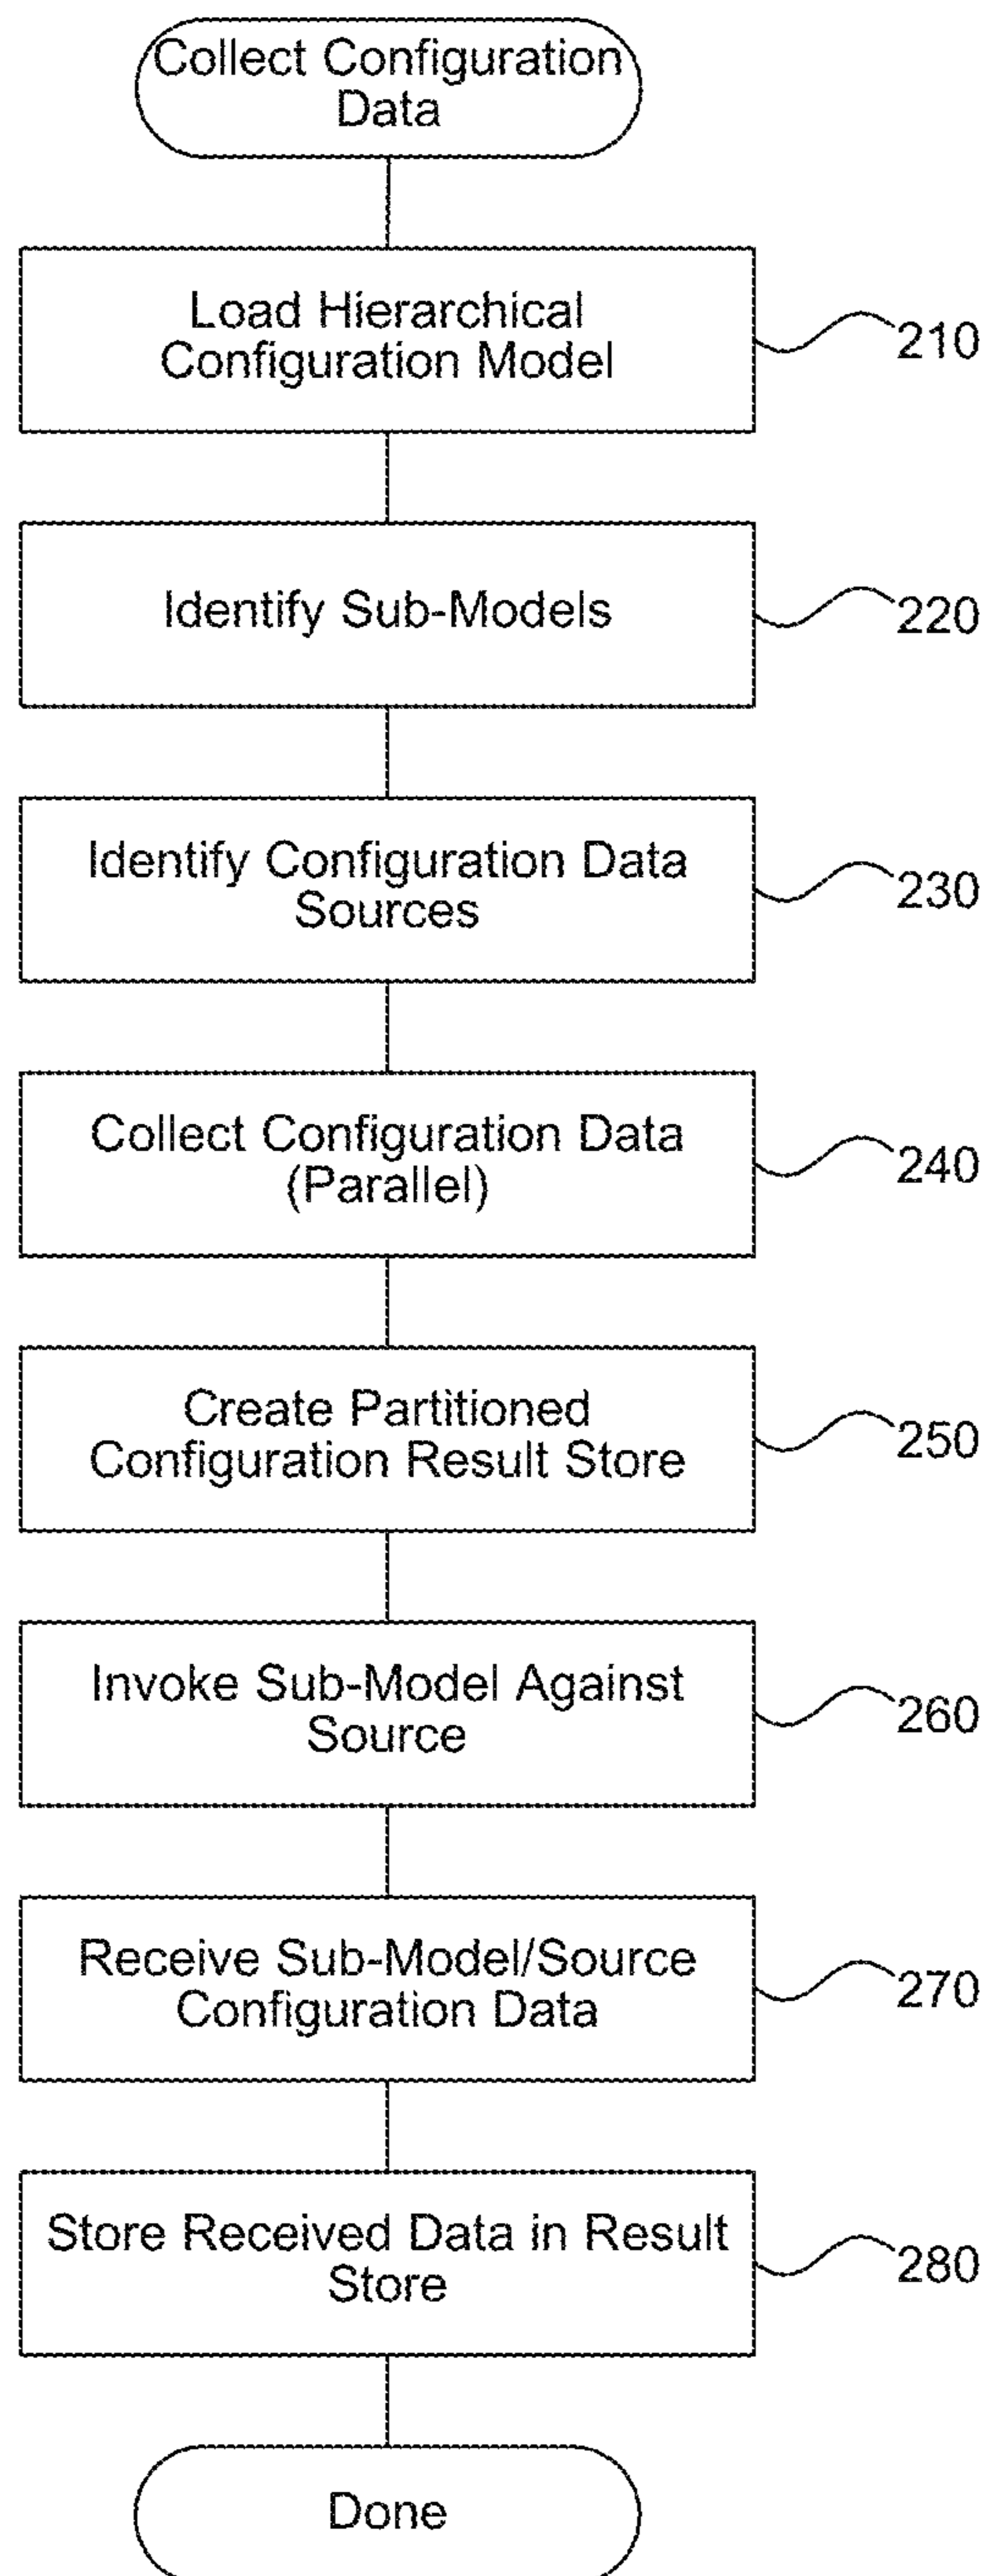 Collect Configuration
Data
Load Hierarchical
Configuration Model
210
Identify Sub-Models
220
Identify Configuration Data
Sources
230
Collect Configuration Data
(Parallel)
240
Create Partitioned
Configuration Result Store
250
Invoke Sub-Model Against
Source
260
Receive Sub-Model/Source
Configuration Data
270
Store Received Data in Result
Store
280
Done